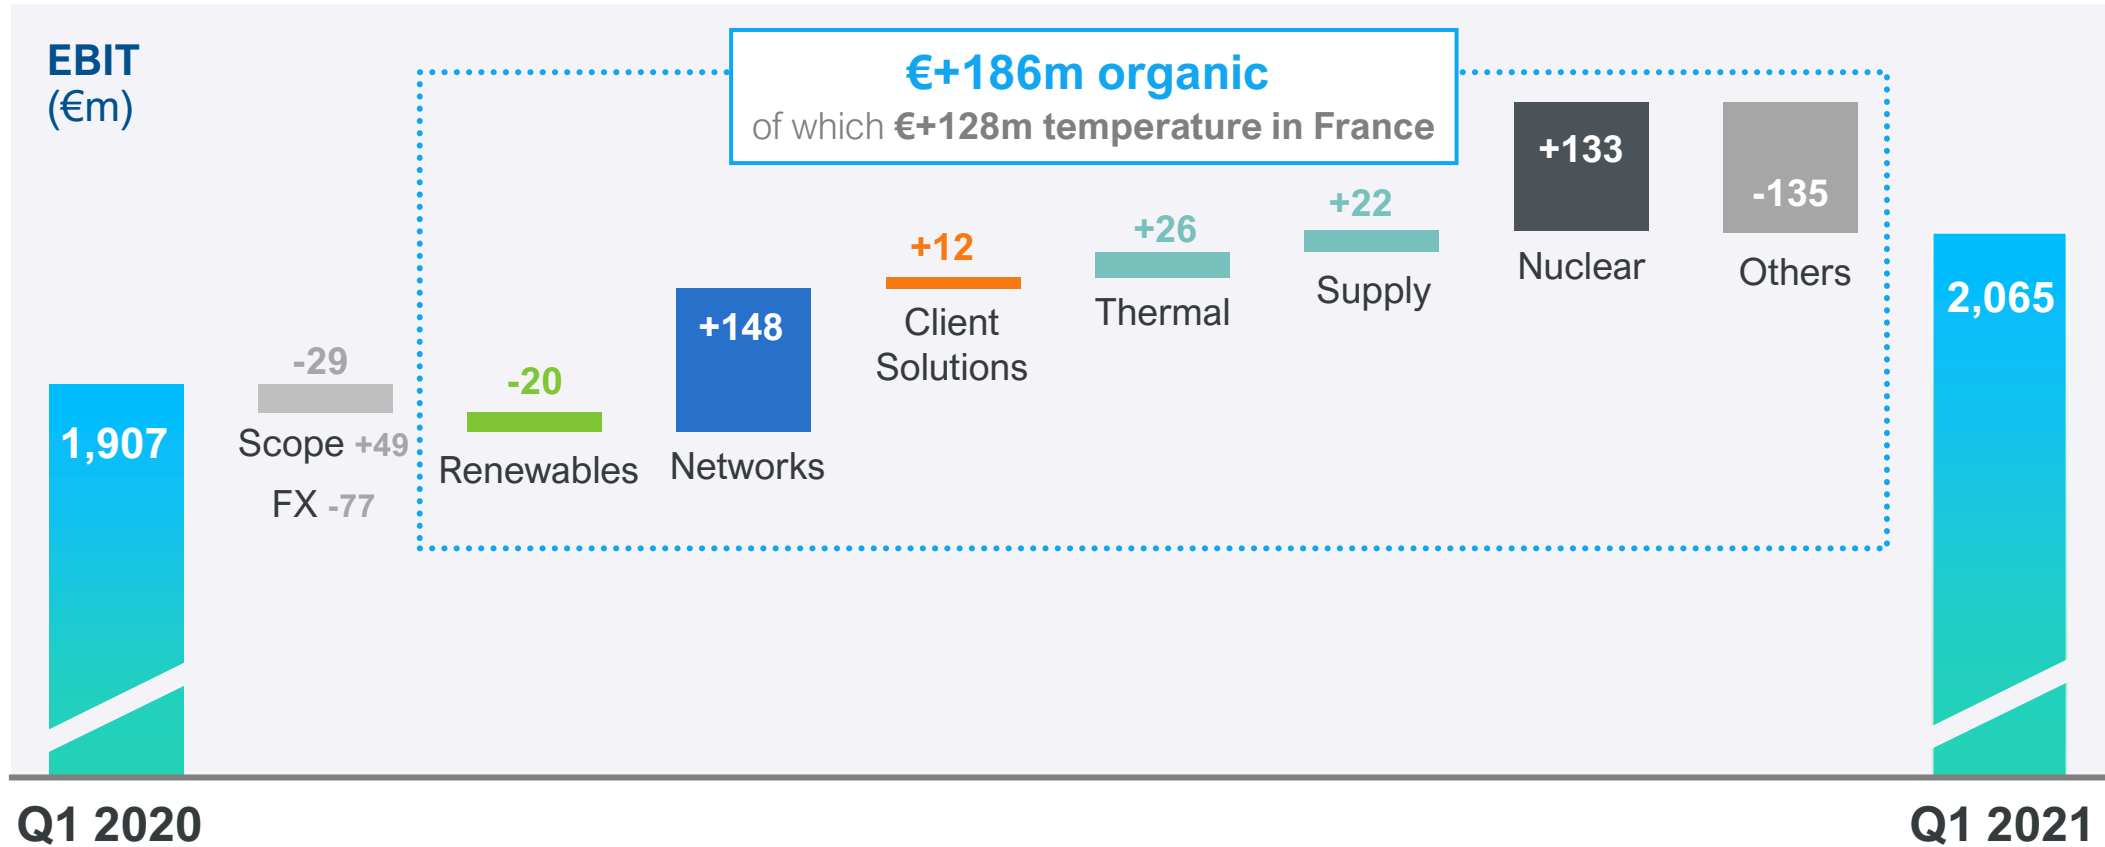 EBIT
(€m)
€+186m organic
of which €+128m temperature in France
1,907
-29
Scope +49
FX -77
-20
Renewables
+148
Networks
+12
Client
Solutions
+26
Thermal
+22
Supply
+133
Nuclear
-135
Others
2,065
Q1 2020
Q1 2021